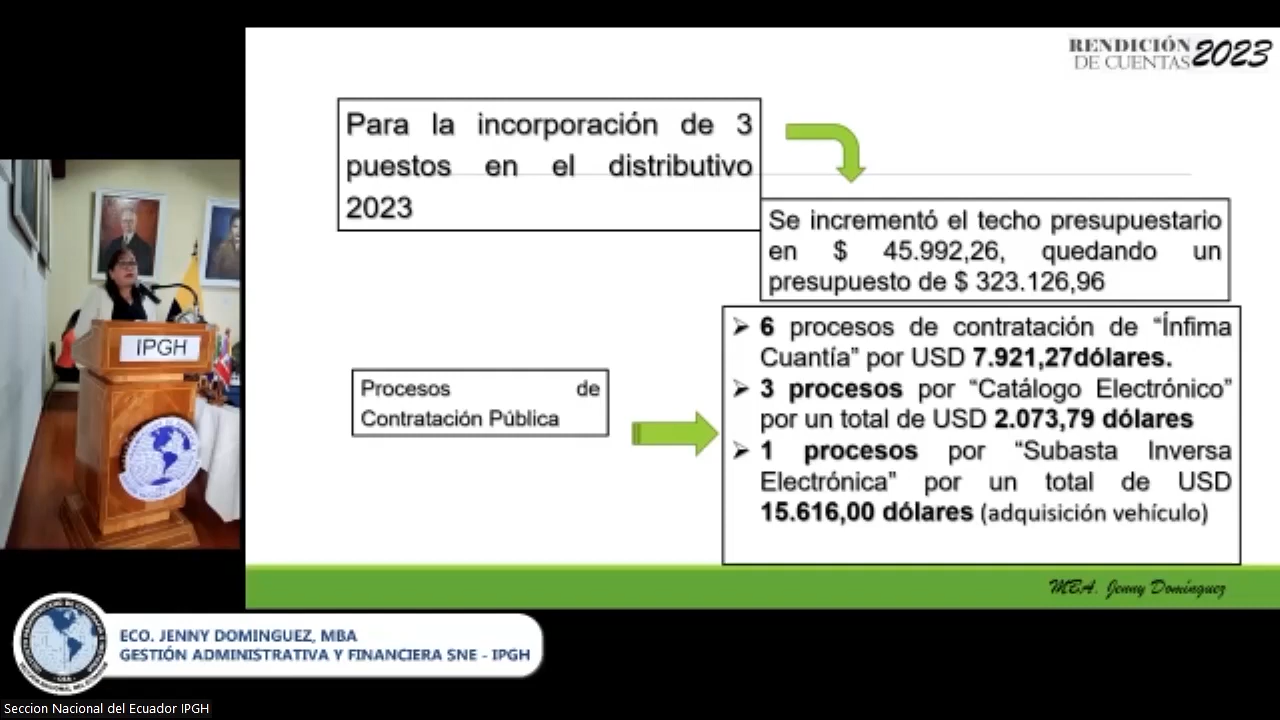 RENDICIÓN
DE CUENTAS 2023
Para la incorporación de 3
puestos en el distributivo
2023
Se incrementó el techo presupuestario
en $ 45.992,26, quedando un
presupuesto de $ 323.126,96
Procesos de
Contratación Pública
➢ 6 procesos de contratación de “Ínfima
Cuantía” por USD 7.921,27dólares.
➢ 3 procesos por “Catálogo Electrónico”
por un total de USD 2.073,79 dólares
➢ 1 procesos por “Subasta Inversa
Electrónica” por un total de USD
15.616,00 dólares (adquisición vehículo)
MBA. Jenny Domínguez
IPGH
ECO. JENNY DOMINGUEZ, MBA
GESTIÓN ADMINISTRATIVA Y FINANCIERA SNE - IPGH
Seccion Nacional del Ecuador IPGH